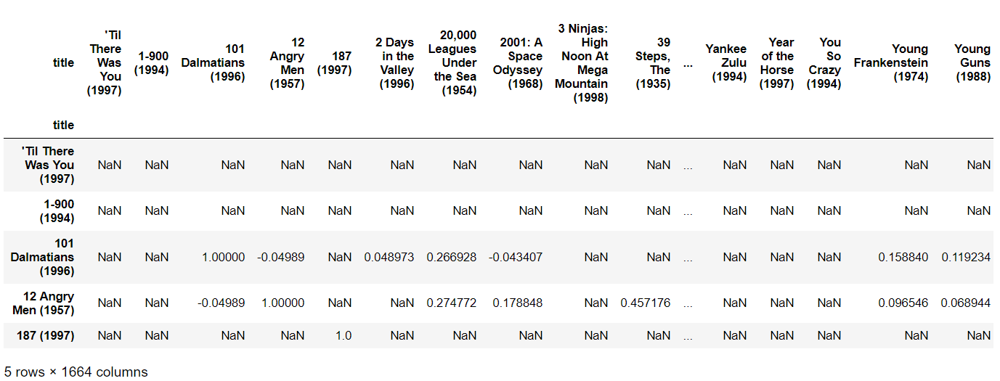 title 'Til There Was You (1997) 1-900 (1994) 101 Dalmatians (1996) 12 Angry Men (1957) 187 (1997) 2 Days in the Valley (1996) 20,000 Leagues Under the Sea (1954) 2001: A Space Odyssey (1968) 3 Ninjas: High Noon At Mega Mountain (1998) 39 Steps, The (1935) ... Yankee Zulu (1994) Year of the Horse (1997) You So Crazy (1994) Young Frankenstein (1974) Young Guns (1988)
title
'Til There Was You (1997) NaN NaN NaN NaN NaN NaN NaN NaN NaN NaN ... NaN NaN NaN NaN NaN
1-900 (1994) NaN NaN NaN NaN NaN NaN NaN NaN NaN NaN ... NaN NaN NaN NaN NaN
101 Dalmatians (1996) NaN NaN 1.00000 -0.04989 NaN 0.048973 0.266928 -0.043407 NaN NaN ... NaN NaN NaN 0.158840 0.119234
12 Angry Men (1957) NaN NaN -0.04989 1.00000 NaN NaN 0.274772 0.178848 NaN 0.457176 ... NaN NaN NaN 0.096546 0.068944
187 (1997) NaN NaN NaN NaN 1.0 NaN NaN NaN NaN NaN ... NaN NaN NaN NaN NaN
5 rows × 1664 columns